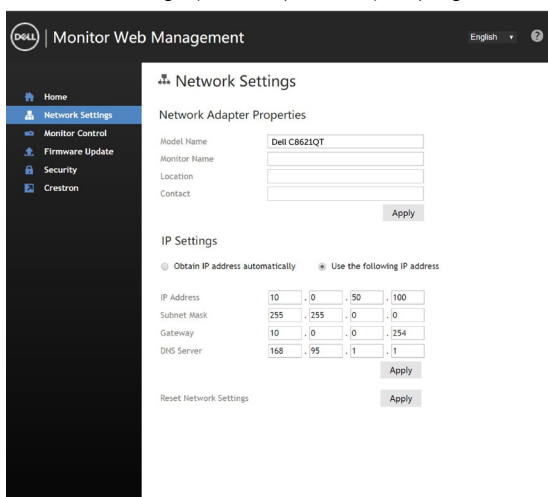 DELL | Monitor Web Management English
Network Settings
Home
Network Settings
Monitor Control
Firmware Update
Security
Crestron
Network Adapter Properties
Model Name Dell C8621QT
Monitor Name
Location
Contact
Apply
IP Settings
Obtain IP address automatically Use the following IP address
IP Address 10 . 0 . 50 . 100
Subnet Mask 255 . 255 . 0 . 0
Gateway 10 . 0 . 0 . 254
DNS Server 168 . 95 . 1 . 1
Apply
Reset Network Settings Apply